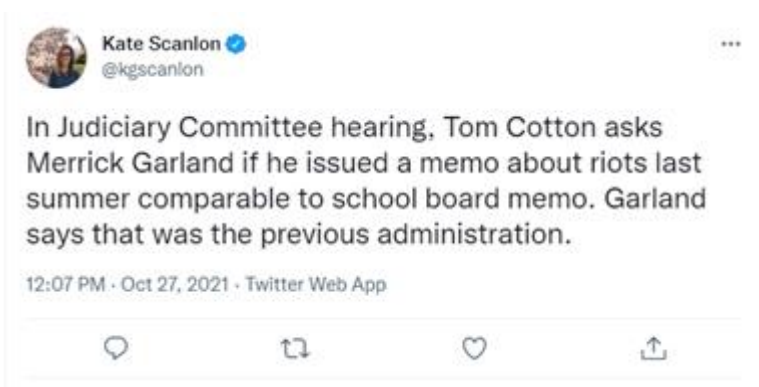 Kate Scanlon
@kgscanlon
In Judiciary Committee hearing, Tom Cotton asks
Merrick Garland if he issued a memo about riots last
summer comparable to school board memo. Garland
says that was the previous administration.
12:07 PM · Oct 27, 2021 · Twitter Web App